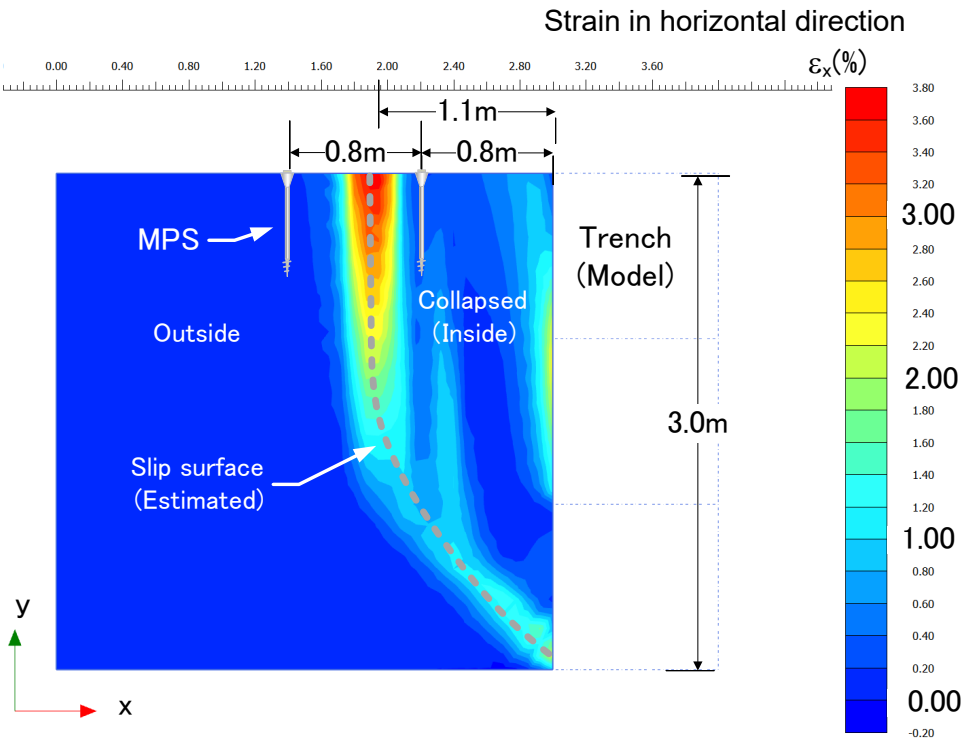 Strain in horizontal direction
εx(%)
0.00 0.40 0.80 1.20 1.60 2.00 2.40 2.80 3.20 3.60
1.1m
0.8m 0.8m
MPS
Trench
(Model)
Outside
Collapsed
(Inside)
3.0m
Slip surface
(Estimated)
y
x
3.80
3.60
3.40
3.20
3.00
2.80
2.60
2.40
2.20
2.00
1.80
1.60
1.40
1.20
1.00
0.80
0.60
0.40
0.20
0.00
-0.20